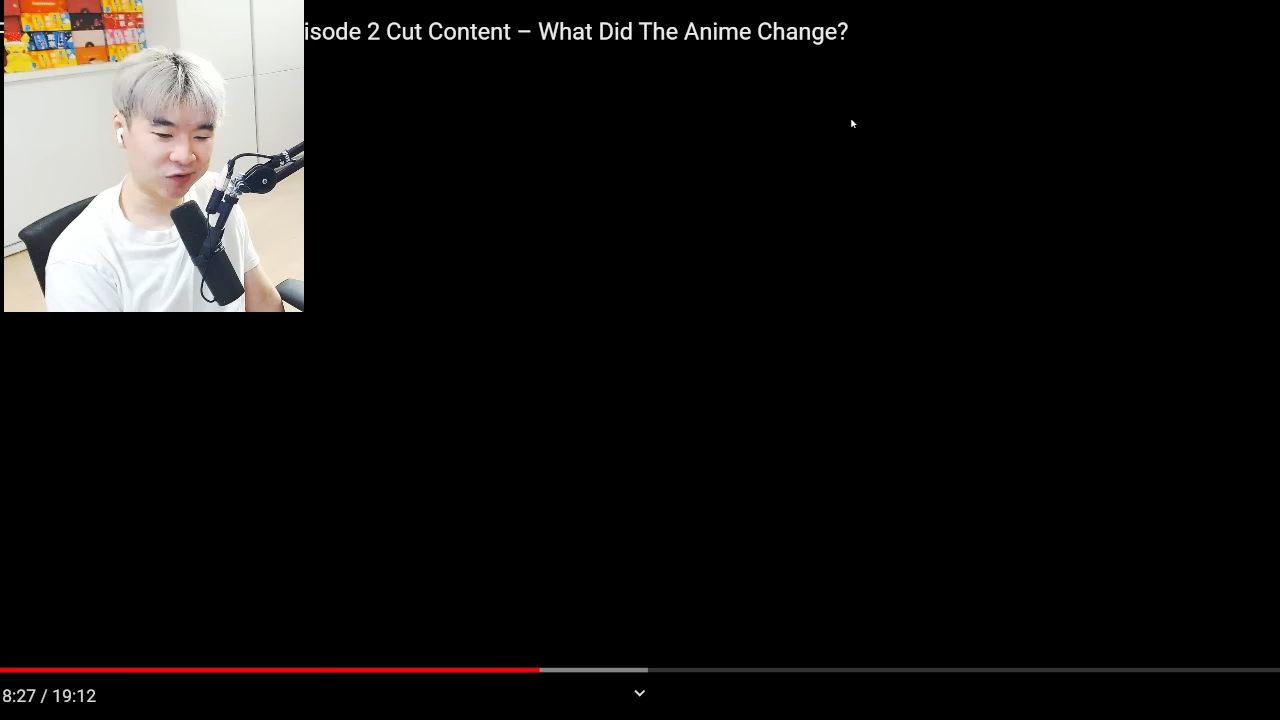 isode 2 Cut Content – What Did The Anime Change?
8:27 / 19:12